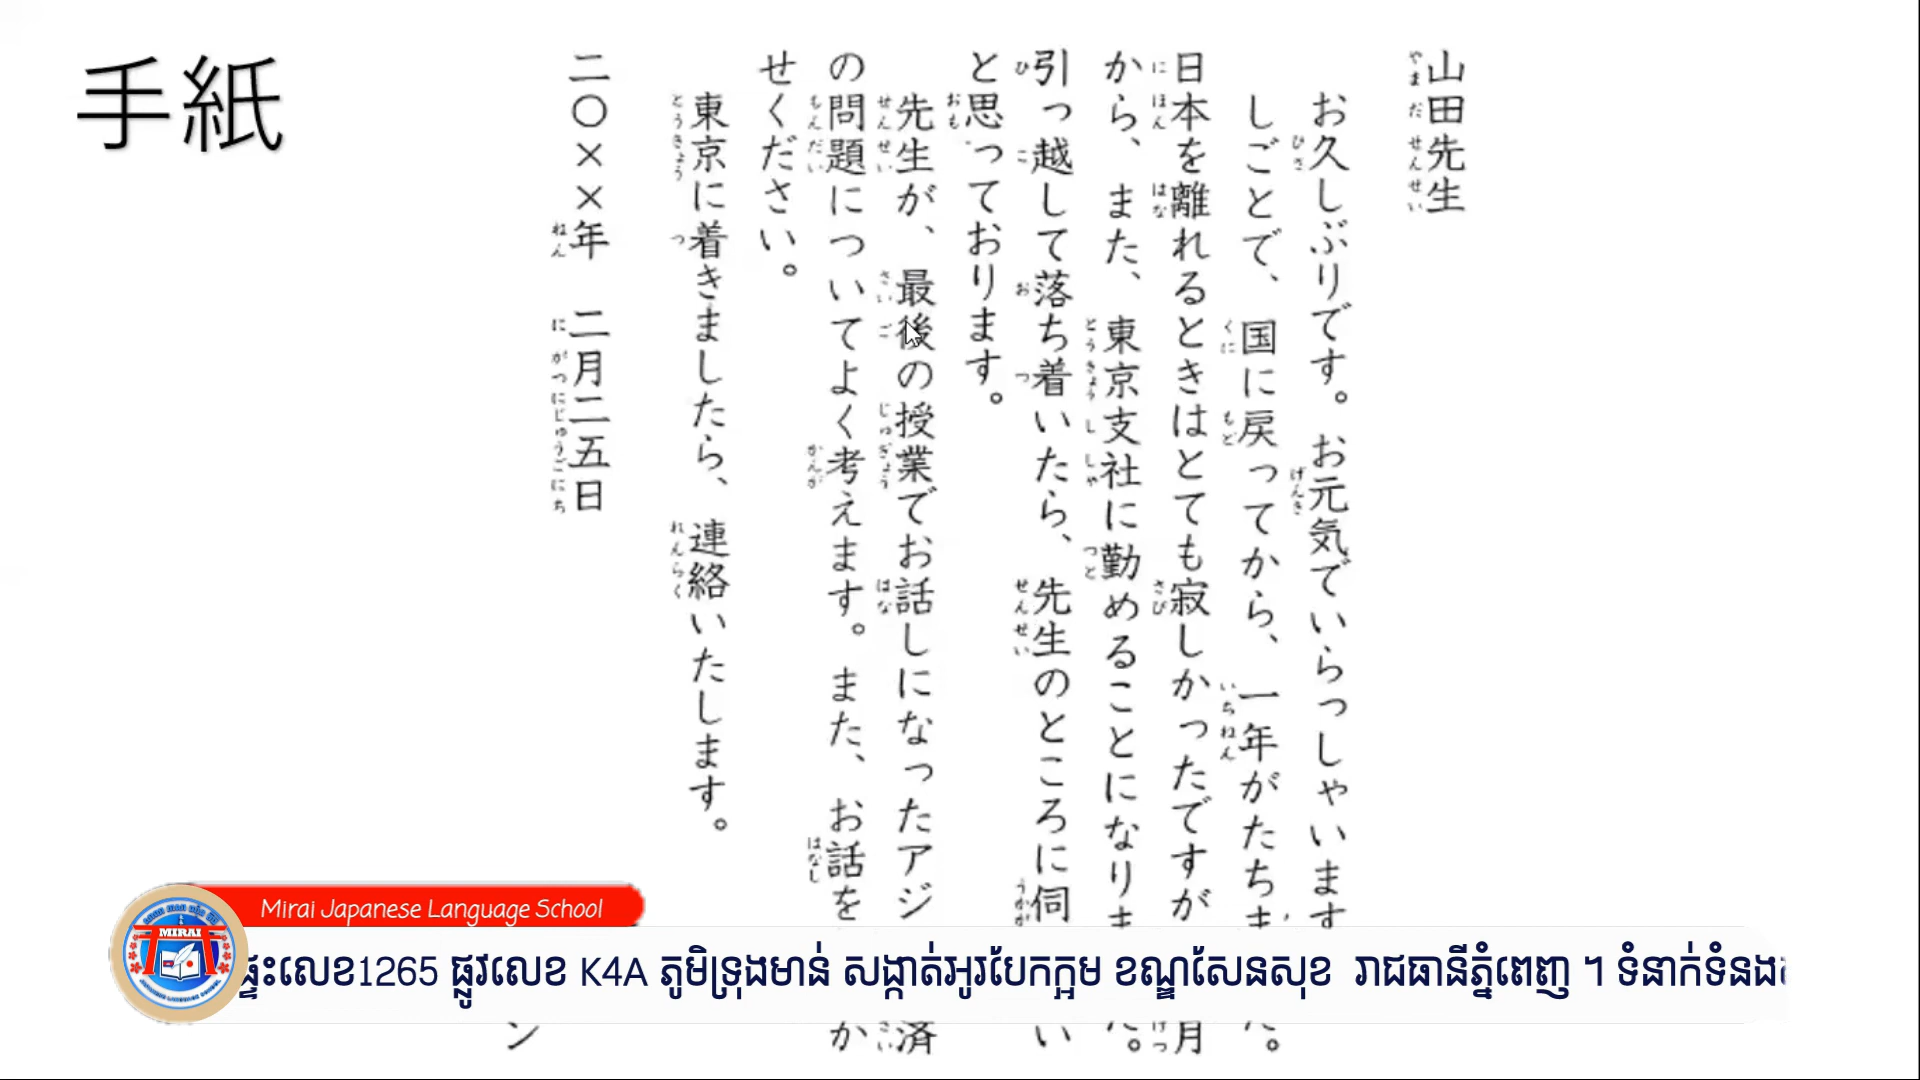 手紙
山田先生
お久しぶりです。お元気でいらっしゃいます
しごとで、国に戻ってから、一年がたちま た。
日本を離れるときはとても寂しかったですが 月
から、また、東京支社に勤めることになりま た。
引っ越して落ち着いたら、先生のところに伺 い
と思っております。
先生が、最後の授業でお話しになったアジ 済
の問題についてよく考えます。また、お話を か
せください。
東京に着きましたら、連絡いたします。
二〇××年 二月二五日
ン
Mirai Japanese Language School
MIRAI
ផ្ទះលេខ1265 ផ្លូវលេខ K4A ភូមិទ្រុងមាន់ សង្កាត់អូរបែកក្អម ខណ្ឌសែនសុខ រាជធានីភ្នំពេញ ។ ទំនាក់ទំនង